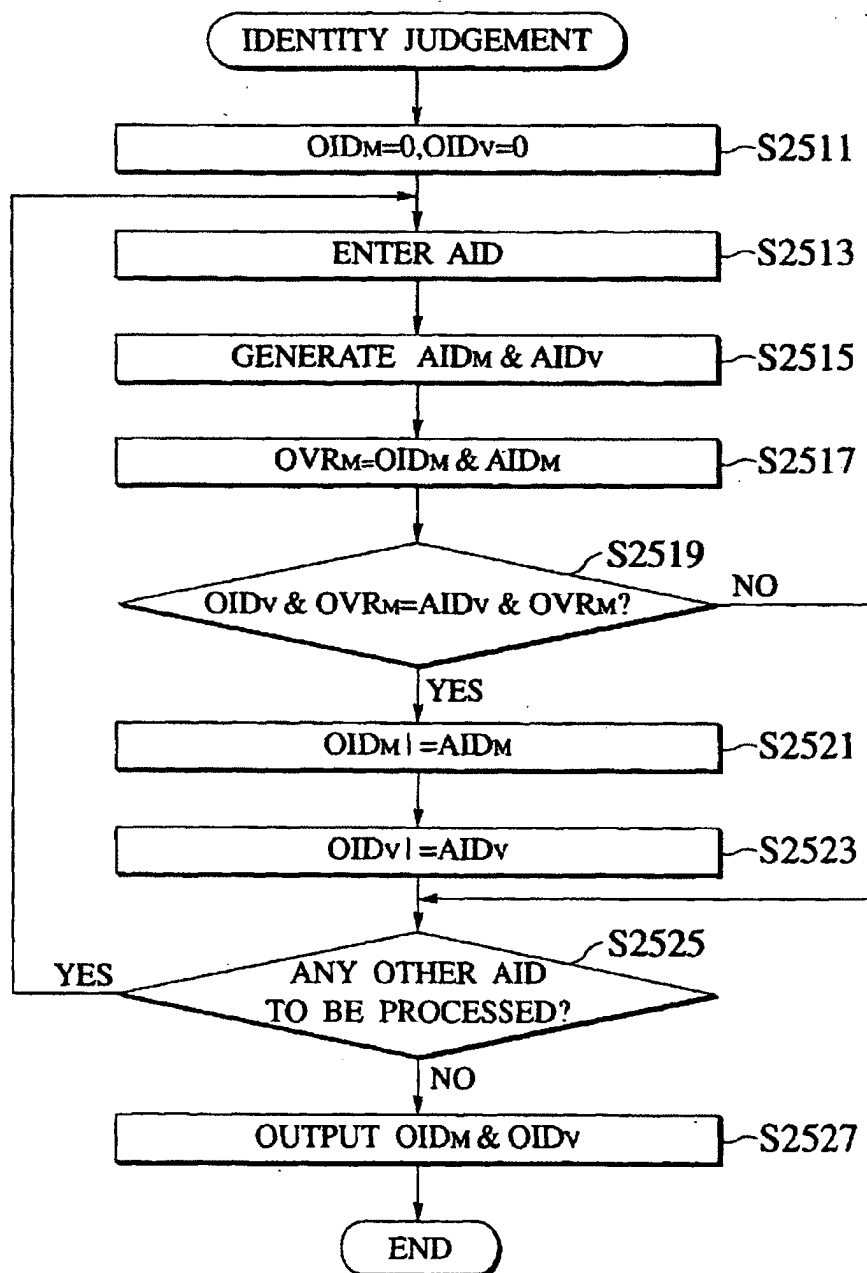 IDENTITY JUDGEMENT
OIDM=0,OIDV=0
S2511
ENTER AID
S2513
GENERATE AIDM & AIDV
S2515
OVRM=OIDM & AIDM
S2517
S2519
OIDV & OVRM=AIDV & OVRM?
NO
YES
OIDM|=AIDM
S2521
OIDV|=AIDV
S2523
S2525
YES
ANY OTHER AID
TO BE PROCESSED?
NO
OUTPUT OIDM & OIDV
S2527
END